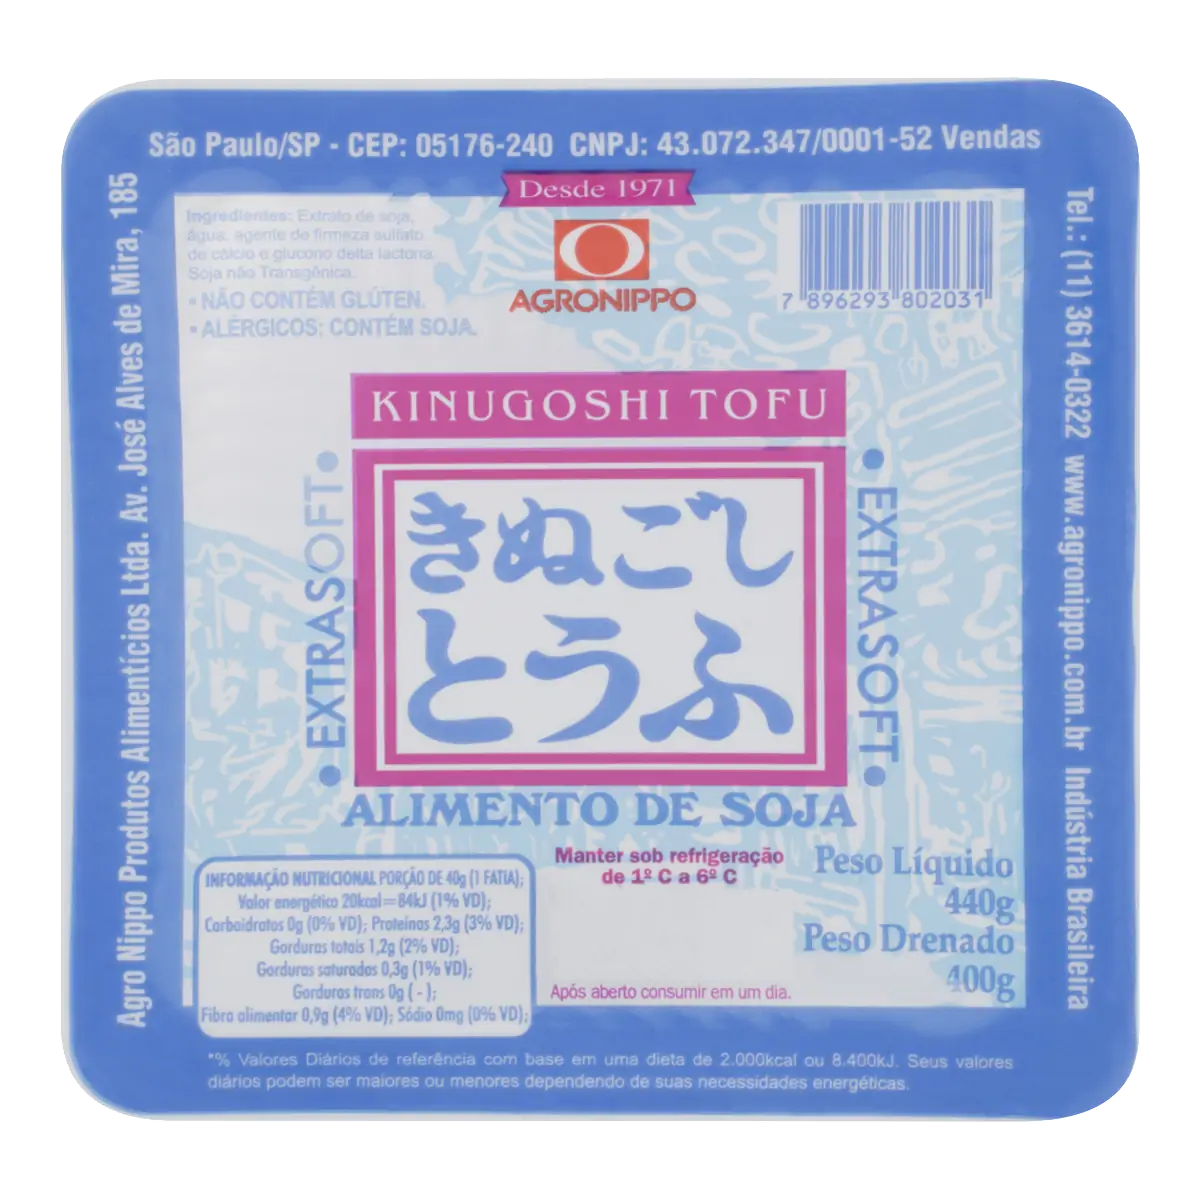 São Paulo/SP - CEP: 05176-240 CNPJ: 43.072.347/0001-52 Vendas
Desde 1971
AGRONIPPO
Ingredientes: Extrato de soja,
água, agente de firmeza sulfato
de cálcio e glucono delta lactona.
Soja não Transgênica.
• NÃO CONTÉM GLÚTEN.
• ALÉRGICOS: CONTÉM SOJA.
7 896293 802031
Agro Nippo Produtos Alimentícios Ltda. Av. José Alves de Mira, 185
Tel.: (11) 3614-0322 www.agronippo.com.br Indústria Brasileira
KINUGOSHI TOFU
• EXTRASOFT •
きぬごし
とうふ
• EXTRASOFT •
ALIMENTO DE SOJA
Manter sob refrigeração
de 1º C a 6º C
Após aberto consumir em um dia.
Peso Líquido
440g
Peso Drenado
400g
INFORMAÇÃO NUTRICIONAL PORÇÃO DE 40g (1 FATIA);
Valor energético 20kcal=84kJ (1% VD);
Carboidratos 0g (0% VD); Proteínas 2,3g (3% VD);
Gorduras totais 1,2g (2% VD);
Gorduras saturadas 0,3g (1% VD);
Gorduras trans 0g ( - );
Fibra alimentar 0,9g (4% VD); Sódio 0mg (0% VD);
*% Valores Diários de referência com base em uma dieta de 2.000kcal ou 8.400kJ. Seus valores
diários podem ser maiores ou menores dependendo de suas necessidades energéticas.